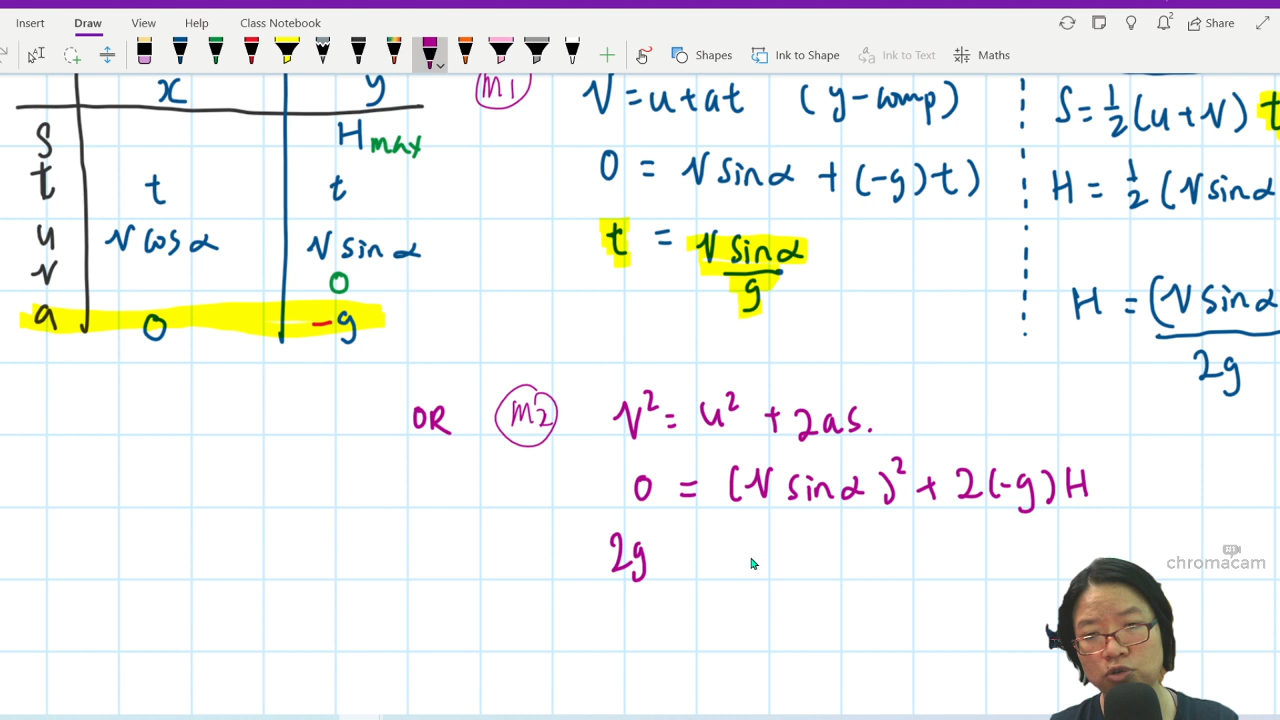 Insert Draw View Help Class Notebook
Share
Shapes Ink to Shape Ink to Text Maths
x y
S Hmax
t t t
u v cos α v sin α
v 0
a 0 -g
M1 V = u + at (y-comp)
0 = v sin α + (-g)t)
t = v sin α
g
S = 1/2 (u + v) t
H = 1/2 (v sin α
H = (v sin α
2g
OR M2 v² = u² + 2as.
0 = (v sin α)² + 2(-g)H
2g
chromacam